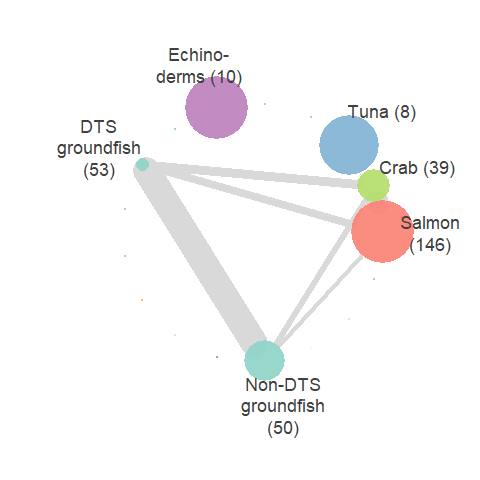 Echino-
derms (10)
Tuna (8)
DTS
groundfish
(53)
Crab (39)
Salmon
(146)
Non-DTS
groundfish
(50)